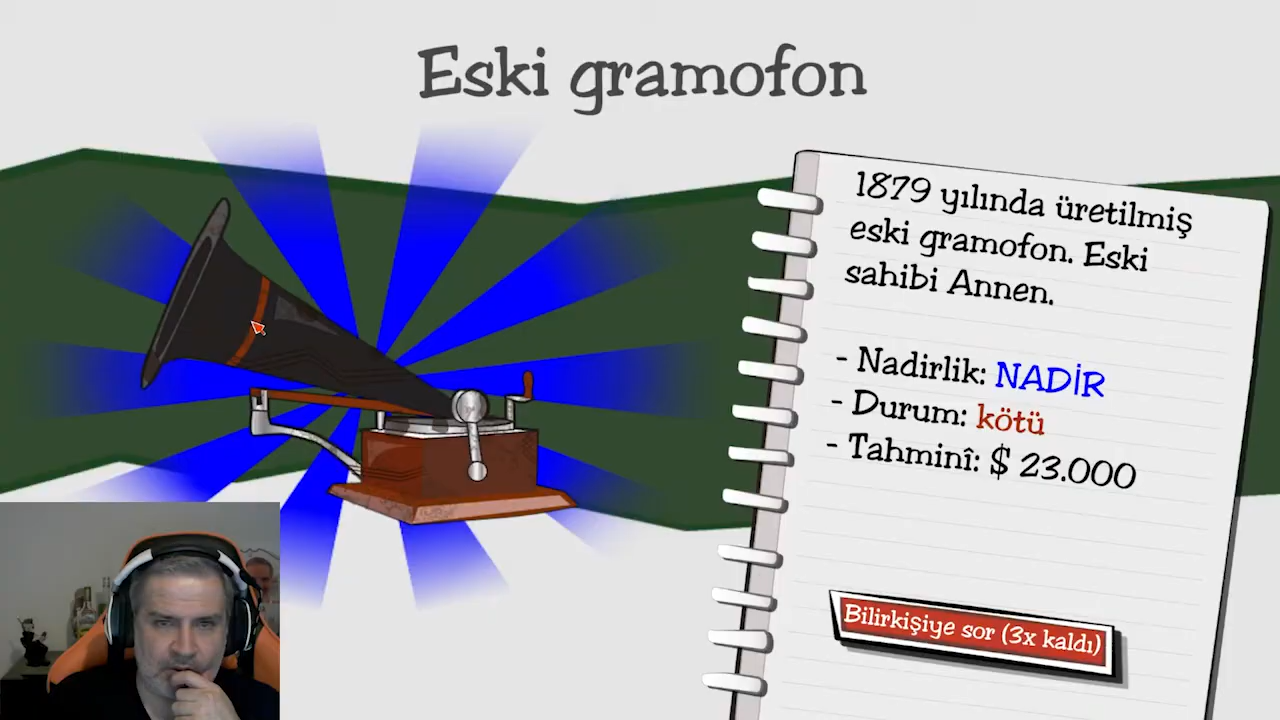 Eski gramofon
1879 yılında üretilmiş
eski gramofon. Eski
sahibi Annen.
- Nadirlik: NADİR
- Durum: kötü
- Tahminî: $ 23.000
Bilirkişiye sor (3x kaldı)